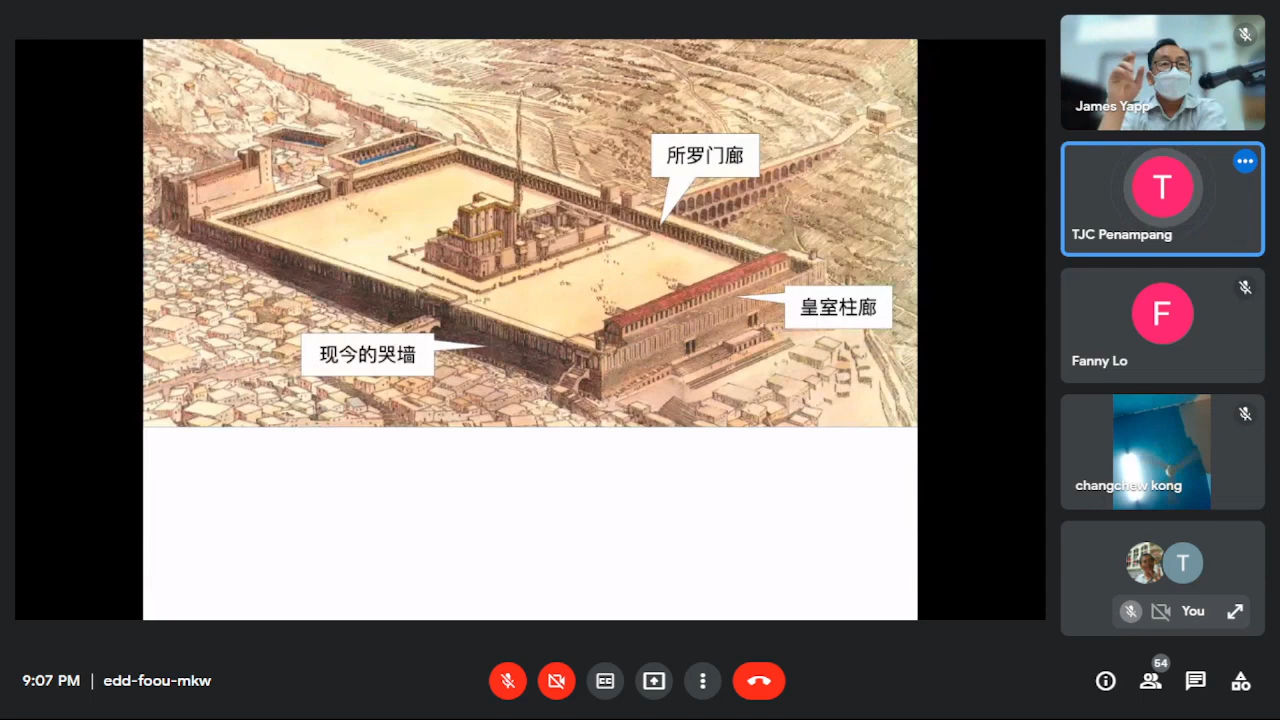 所罗门廊
皇室柱廊
现今的哭墙
James Yapp
T
TJC Penampang
F
Fanny Lo
changchew kong
T
You
9:07 PM | edd-foou-mkw
64